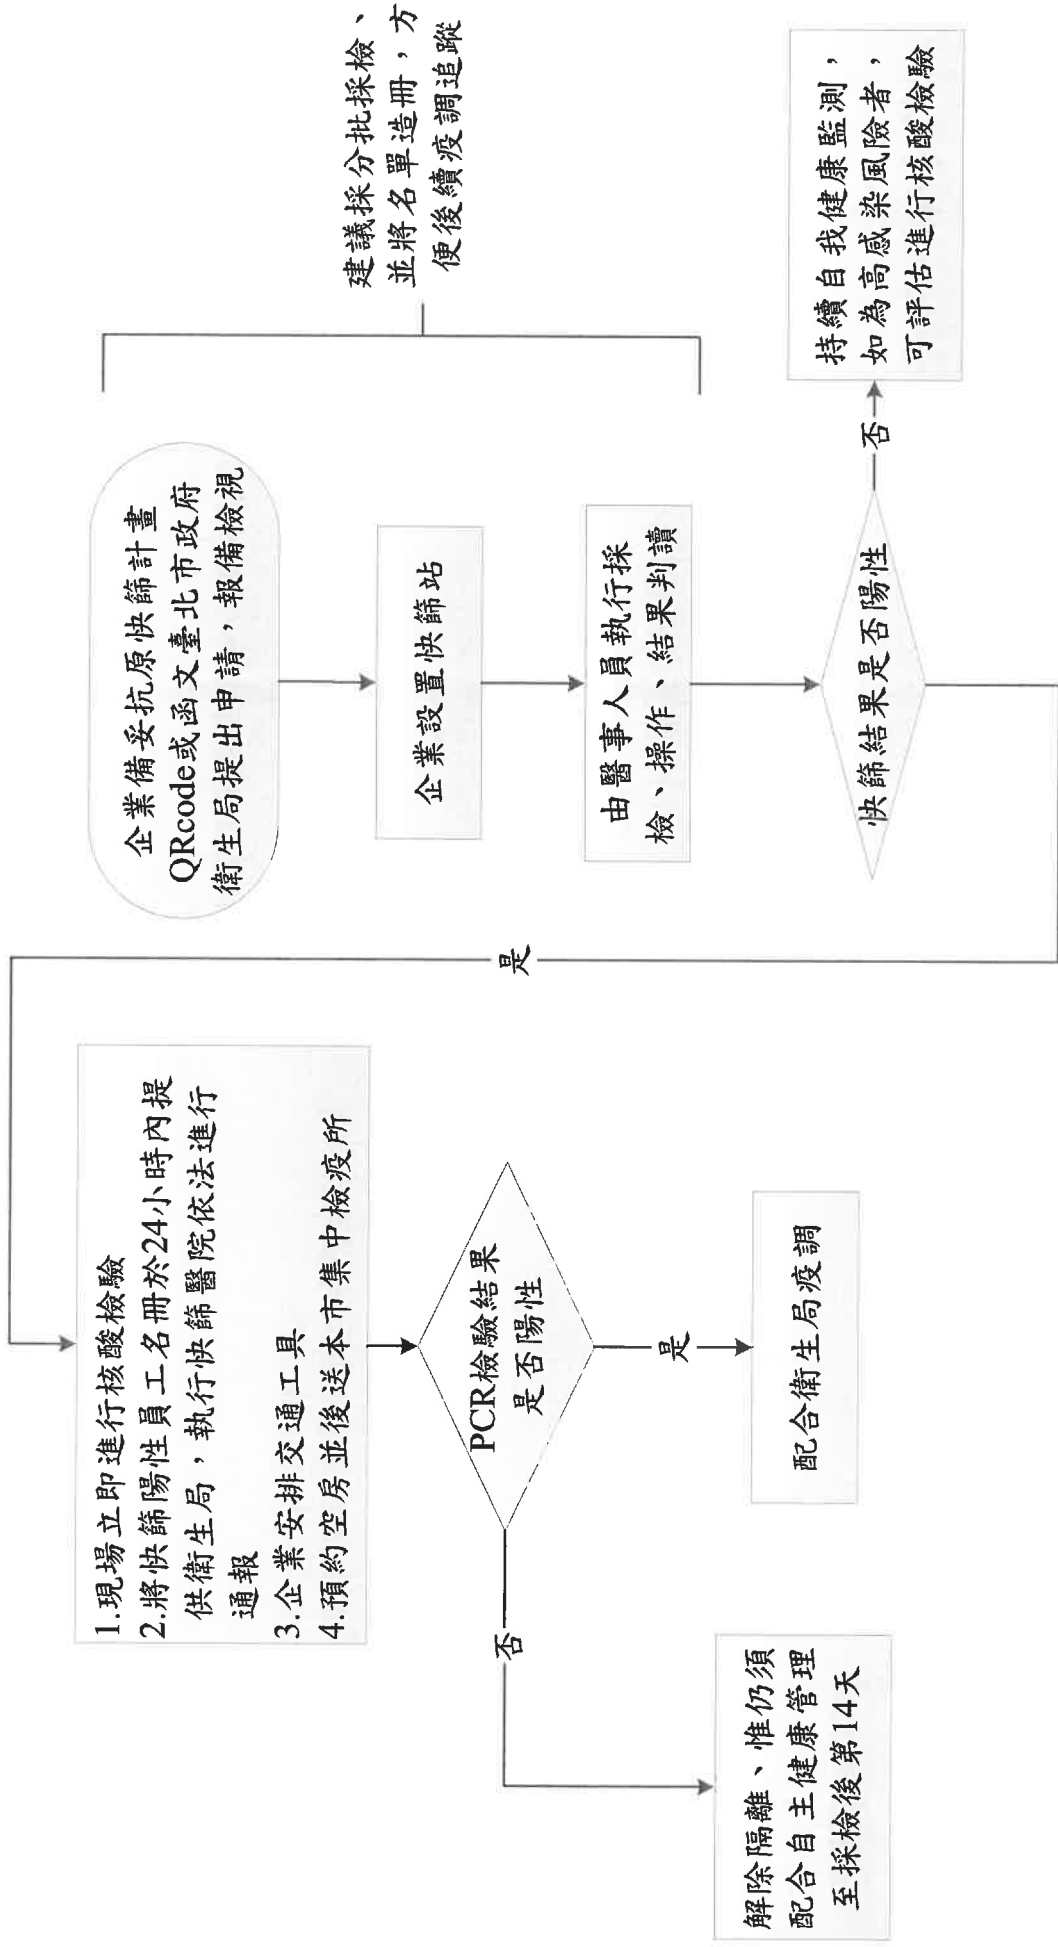 企業備妥抗原快篩計畫
QRcode或函文臺北市政府
衛生局提出申請，報備檢視
建議採分批採檢、
並將名單造冊，方
便後續疫調追蹤
企業設置快篩站
由醫事人員執行採
檢、操作、結果判讀
快篩結果是否陽性
否
持續自我健康監測，
如為高感染風險者，
可評估進行核酸檢驗
是
1.現場立即進行核酸檢驗
2.將快篩陽性員工名冊於24小時內提
供衛生局，執行快篩醫院依法進行
通報
3.企業安排交通工具
4.預約空房並後送本市集中檢疫所
PCR檢驗結果
是否陽性
是
配合衛生局疫調
否
解除隔離、惟仍須
配合自主健康管理
至採檢後第14天